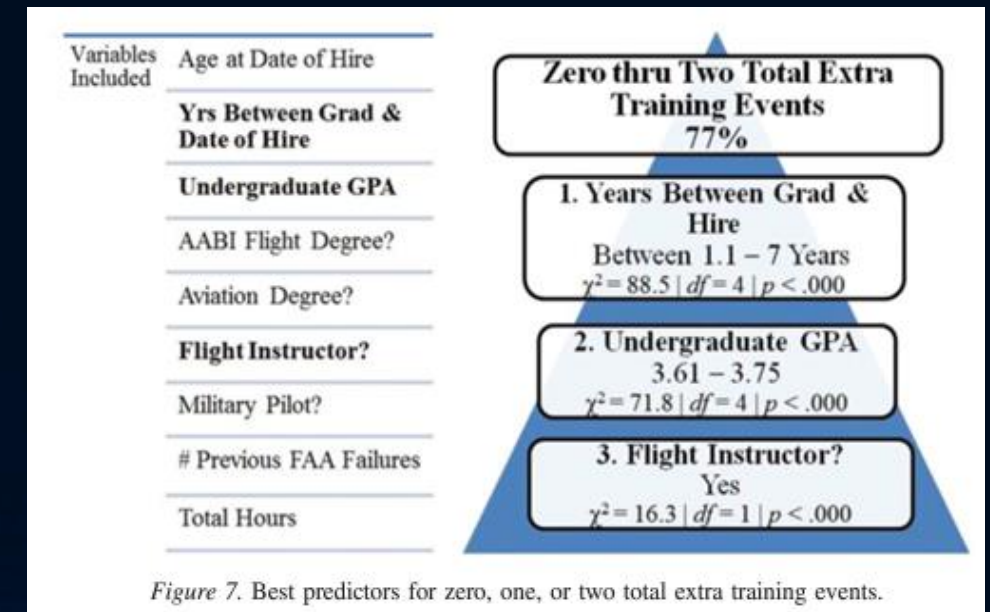 Variables
Included
Age at Date of Hire
Yrs Between Grad &
Date of Hire
Undergraduate GPA
AABI Flight Degree?
Aviation Degree?
Flight Instructor?
Military Pilot?
# Previous FAA Failures
Total Hours
Zero thru Two Total Extra
Training Events
77%
1. Years Between Grad &
Hire
Between 1.1 – 7 Years
χ² = 88.5 | df = 4 | p < .000
2. Undergraduate GPA
3.61 – 3.75
χ² = 71.8 | df = 4 | p < .000
3. Flight Instructor?
Yes
χ² = 16.3 | df = 1 | p < .000
Figure 7. Best predictors for zero, one, or two total extra training events.